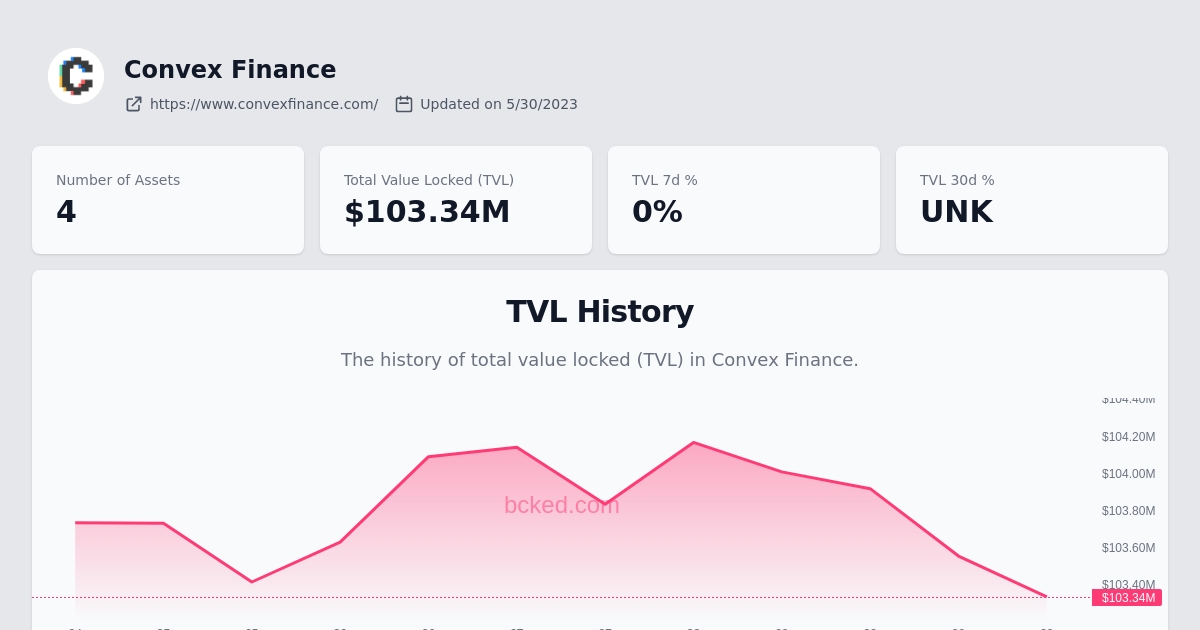 Convex Finance
https://www.convexfinance.com/ Updated on 5/30/2023
Number of Assets
4
Total Value Locked (TVL)
$103.34M
TVL 7d %
0%
TVL 30d %
UNK
TVL History
The history of total value locked (TVL) in Convex Finance.
$104.40M
$104.20M
$104.00M
bcked.com
$103.80M
$103.60M
$103.40M
$103.34M